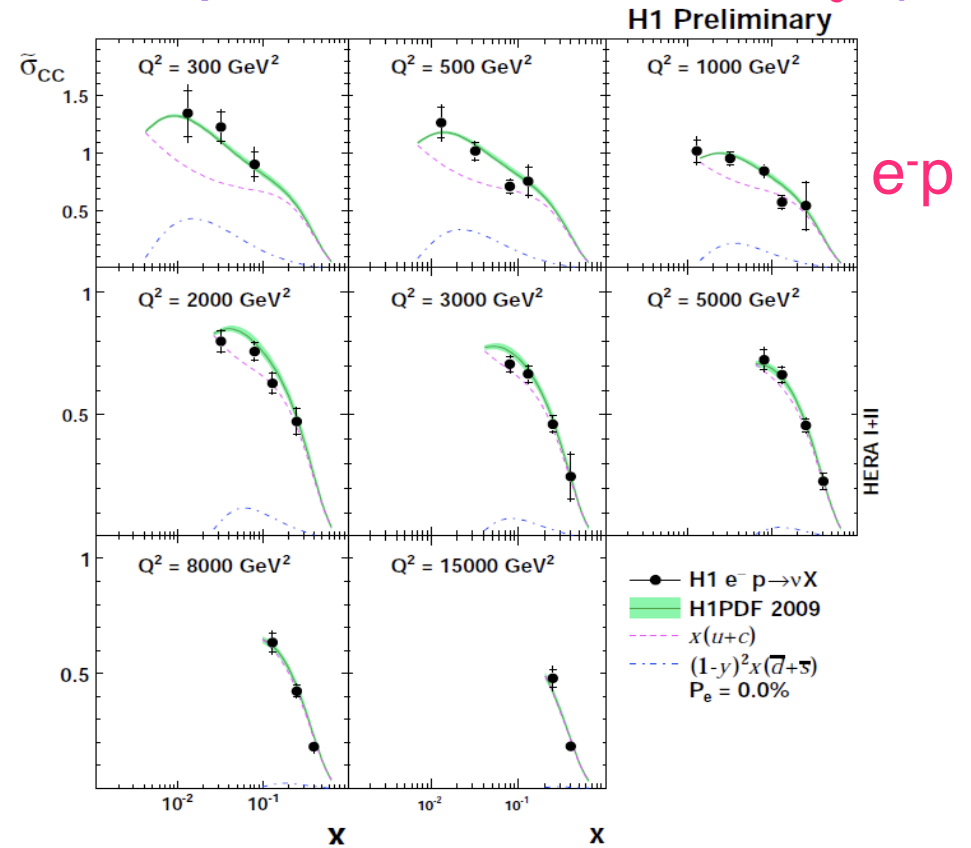 H1 Preliminary
σ̃CC
Q² = 300 GeV²
Q² = 500 GeV²
Q² = 1000 GeV²
1.5
1
0.5
e⁻p
Q² = 2000 GeV²
Q² = 3000 GeV²
Q² = 5000 GeV²
1
0.5
HERA I+II
Q² = 8000 GeV²
Q² = 15000 GeV²
1
0.5
H1 e⁻ p→νX
H1PDF 2009
x(u+c)
(1-y)²x(d̅+s̅)
Pe = 0.0%
10⁻² 10⁻¹ 10⁻² 10⁻¹
x x